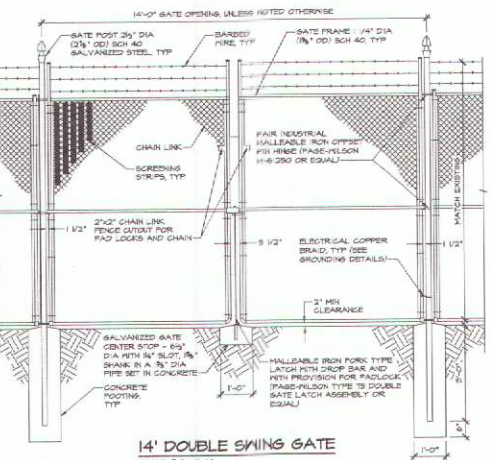 14'-0" GATE OPENING, UNLESS NOTED OTHERWISE
GATE POST 2½" DIA
(2⅞" OD) SCH 40
GALVANIZED STEEL, TYP
BARBED
WIRE, TYP
GATE FRAME 1 1/4" DIA
OD) SCH 40, TYP
CHAIN LINK
SCREENING
STRIPS, TYP
PAIR INDUSTRIAL
MALLEABLE IRON OFFSET
PIN HINGE (PAGE-WILSON
OR EQUAL)
MATCH EXISTING
1 1/2"
2"x2" CHAIN LINK
FENCE CUTOUT FOR
PAD LOCKS AND CHAIN
3 1/2"
ELECTRICAL COPPER
BRAID, TYP (SEE
GROUNDING DETAILS)
1 1/2"
2" MIN
CLEARANCE
GALVANIZED GATE
CENTER STOP -
DIA WITH SLOT,
SHANK IN A DIA
PIPE SET IN CONCRETE
1'-0"
MALLEABLE IRON FORK TYPE
LATCH WITH DROP BAR AND
WITH PROVISION FOR PADLOCK
(PAGE-WILSON TYPE DOUBLE
GATE LATCH ASSEMBLY OR
EQUAL)
CONCRETE
FOOTING,
TYP
3'-0"
6"
1'-0"
14' DOUBLE SWING GATE